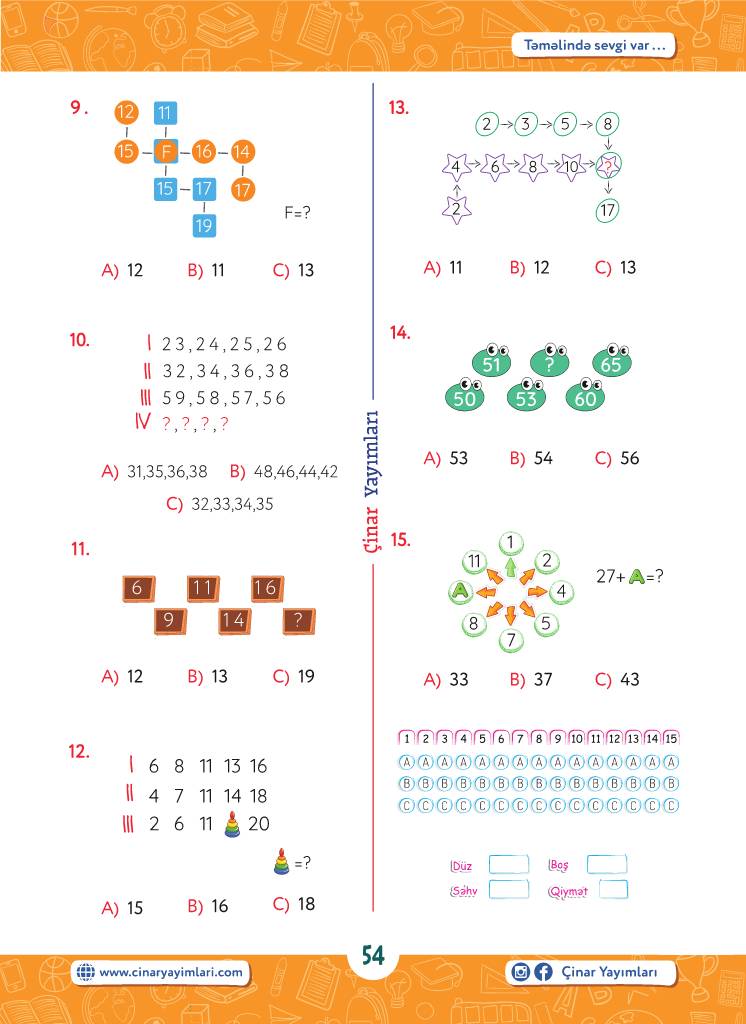 Təməlində sevgi var ...
9.
12 11
15 F 16 14
15 17 17
19
F=?
A) 12 B) 11 C) 13
10.
I 23, 24, 25, 26
II 32, 34, 36, 38
III 59, 58, 57, 56
IV ?, ?, ?, ?
A) 31,35,36,38 B) 48,46,44,42
C) 32,33,34,35
11.
6 11 16
9 14 ?
A) 12 B) 13 C) 19
12.
I 6 8 11 13 16
II 4 7 11 14 18
III 2 6 11 20
=?
A) 15 B) 16 C) 18
Çinar Yayımları
13.
2 3 5 8
4 6 8 10 ?
2 17
A) 11 B) 12 C) 13
14.
51 ? 65
50 53 60
A) 53 B) 54 C) 56
15.
1
11 2
A 4
8 5
7
27+A=?
A) 33 B) 37 C) 43
1 2 3 4 5 6 7 8 9 10 11 12 13 14 15
A A A A A A A A A A A A A A A
B B B B B B B B B B B B B B B
C C C C C C C C C C C C C C C
Düz Boş
Səhv Qiymət
www.cinaryayimlari.com
54
Çinar Yayımları